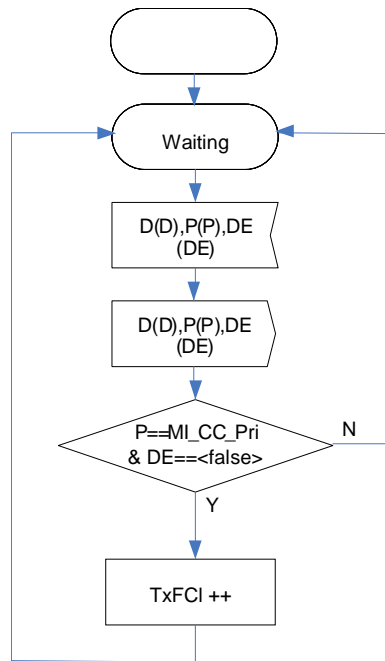 Waiting
D(D),P(P),DE
(DE)
D(D),P(P),DE
(DE)
P==MI_CC_Pri
& DE==<false>
N
Y
TxFCl ++